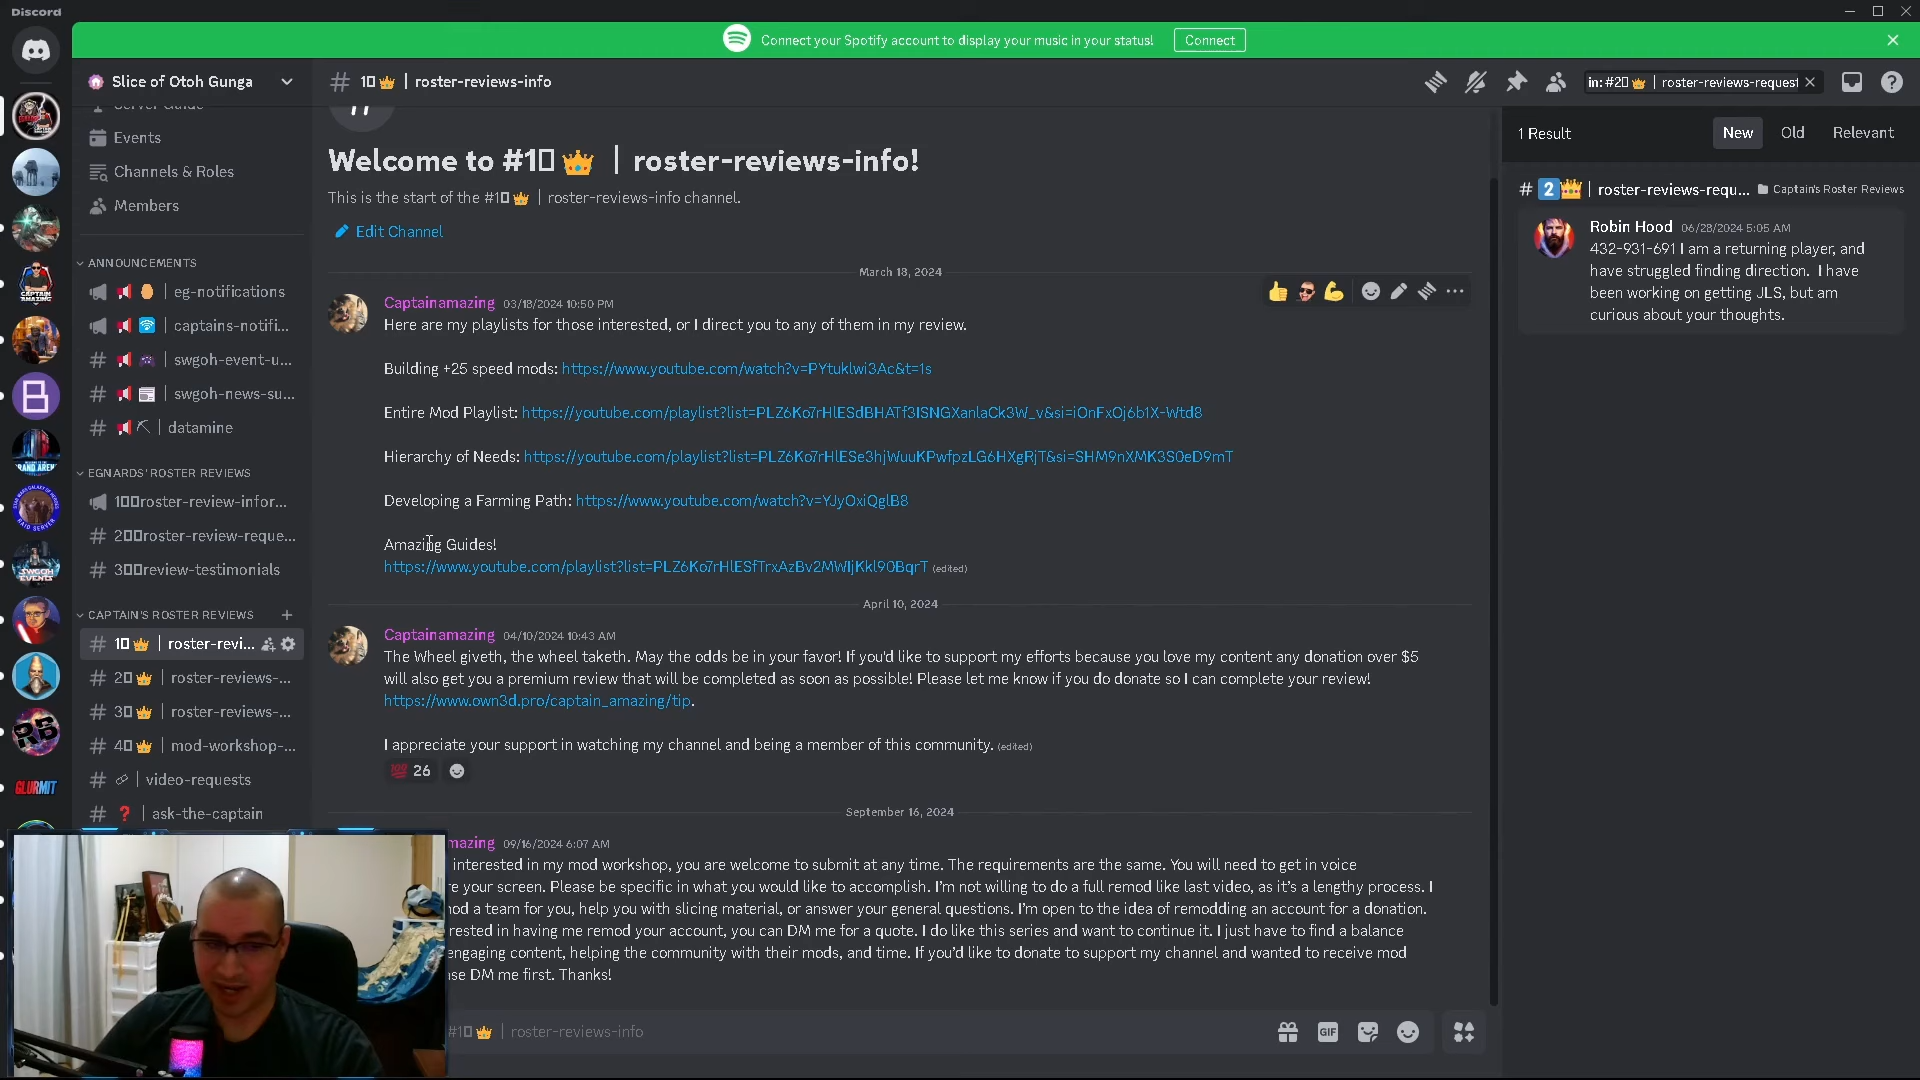 Discord
Connect your Spotify account to display your music in your status!
Connect
Slice of Otoh Gunga
1 👑 | roster-reviews-info
in: #2 👑 | roster-reviews-request
Server Guide
Events
Channels & Roles
Members
ANNOUNCEMENTS
eg-notifications
captains-notifi...
swgoh-event-u...
swgoh-news-su...
datamine
EGNARDS' ROSTER REVIEWS
1roster-review-infor...
2roster-review-reque...
3review-testimonials
CAPTAIN'S ROSTER REVIEWS
1 👑 | roster-revi...
2 👑 | roster-reviews-...
3 👑 | roster-reviews-...
4 👑 | mod-workshop-...
video-requests
❓ | ask-the-captain
Welcome to #1 👑 | roster-reviews-info!
This is the start of the #1 👑 | roster-reviews-info channel.
Edit Channel
March 18, 2024
Captainamazing 03/18/2024 10:50 PM
Here are my playlists for those interested, or I direct you to any of them in my review.
Building +25 speed mods: https://www.youtube.com/watch?v=PYtuklwi3Ac&t=1s
Entire Mod Playlist: https://youtube.com/playlist?list=PLZ6Ko7rHlESdBHATf3ISNGXanlaCk3W_v&si=iOnFxOj6b1X-Wtd8
Hierarchy of Needs: https://youtube.com/playlist?list=PLZ6Ko7rHlESe3hjWuuKPwfpzLG6HXgRjT&si=SHM9nXMK3S0eD9mT
Developing a Farming Path: https://www.youtube.com/watch?v=YJyOxiQglB8
Amazing Guides!
https://www.youtube.com/playlist?list=PLZ6Ko7rHlESfTrxAzBv2MWIjKkl90BqrT (edited)
April 10, 2024
Captainamazing 04/10/2024 10:43 AM
The Wheel giveth, the wheel taketh. May the odds be in your favor! If you'd like to support my efforts because you love my content any donation over $5
will also get you a premium review that will be completed as soon as possible! Please let me know if you do donate so I can complete your review!
https://www.own3d.pro/captain_amazing/tip.
I appreciate your support in watching my channel and being a member of this community. (edited)
💯 26
September 16, 2024
mazing 09/16/2024 6:07 AM
interested in my mod workshop, you are welcome to submit at any time. The requirements are the same. You will need to get in voice
re your screen. Please be specific in what you would like to accomplish. I'm not willing to do a full remod like last video, as it's a lengthy process. I
nod a team for you, help you with slicing material, or answer your general questions. I'm open to the idea of remodding an account for a donation.
rested in having me remod your account, you can DM me for a quote. I do like this series and want to continue it. I just have to find a balance
engaging content, helping the community with their mods, and time. If you'd like to donate to support my channel and wanted to receive mod
se DM me first. Thanks!
#1 👑 | roster-reviews-info
GIF
1 Result
New
Old
Relevant
# 2 👑 | roster-reviews-requ... Captain's Roster Reviews
Robin Hood 06/28/2024 5:05 AM
432-931-691 I am a returning player, and
have struggled finding direction. I have
been working on getting JLS, but am
curious about your thoughts.
GLURMIT